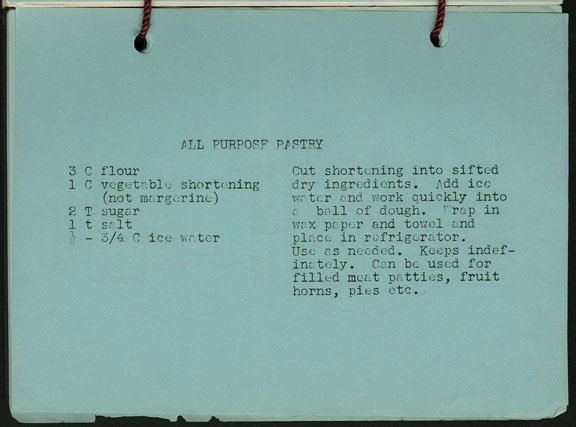 ALL PURPOSE PASTRY
3 C flour
1 C vegetable shortening
(not margerine)
2 T sugar
1 t salt
½ - 3/4 C ice water
Cut shortening into sifted
dry ingredients. Add ice
water and work quickly into
a ball of dough. Wrap in
wax paper and towel and
place in refrigerator.
Use as needed. Keeps indef-
inately. Can be used for
filled meat patties, fruit
horns, pies etc.